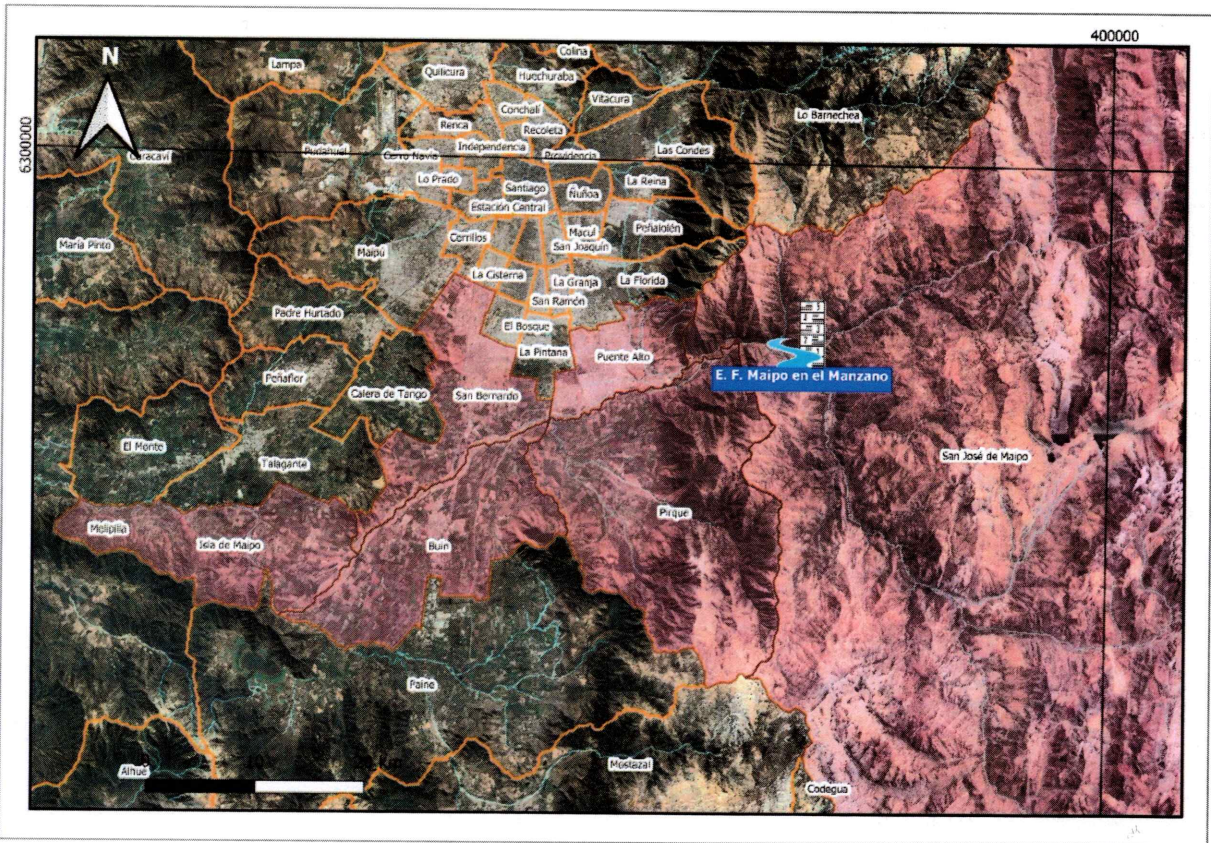 400000
N
6300000
Colina
Lampa
Quilicura
Huechuraba
Vitacura
Conchalí
Lo Barnechea
Renca
Recoleta
Independencia
Pudahuel
Cerro Navia
Providencia
Las Condes
Lo Prado
Santiago
Ñuñoa
La Reina
Estación Central
María Pinto
Maipú
Cerrillos
Macul
Peñalolén
San Joaquín
La Cisterna
La Granja
La Florida
San Ramón
Padre Hurtado
El Bosque
La Pintana
Puente Alto
Peñaflor
E. F. Maipo en el Manzano
Calera de Tango
San Bernardo
El Monte
Talagante
San José de Maipo
Melipilla
Isla de Maipo
Buin
Pirque
Paine
Alhué
Mostazal
Codegua